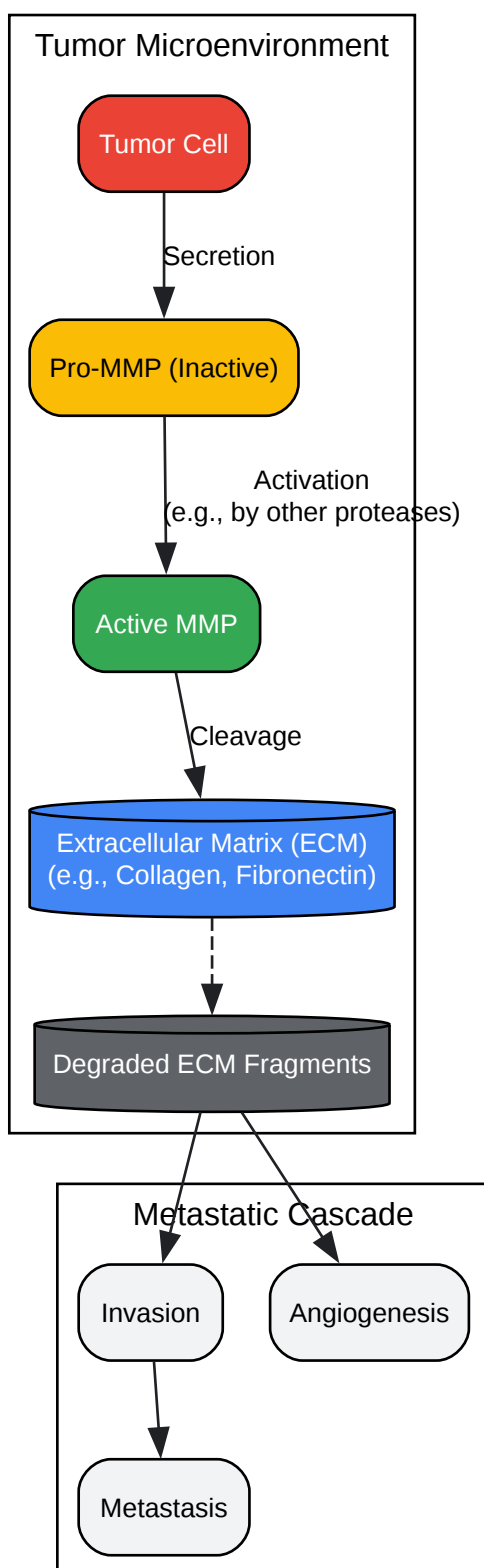 Tumor Microenvironment
Tumor Cell
Secretion
Pro-MMP (Inactive)
Activation
(e.g., by other proteases)
Active MMP
Cleavage
Extracellular Matrix (ECM)
(e.g., Collagen, Fibronectin)
Degraded ECM Fragments
Metastatic Cascade
Invasion
Angiogenesis
Metastasis